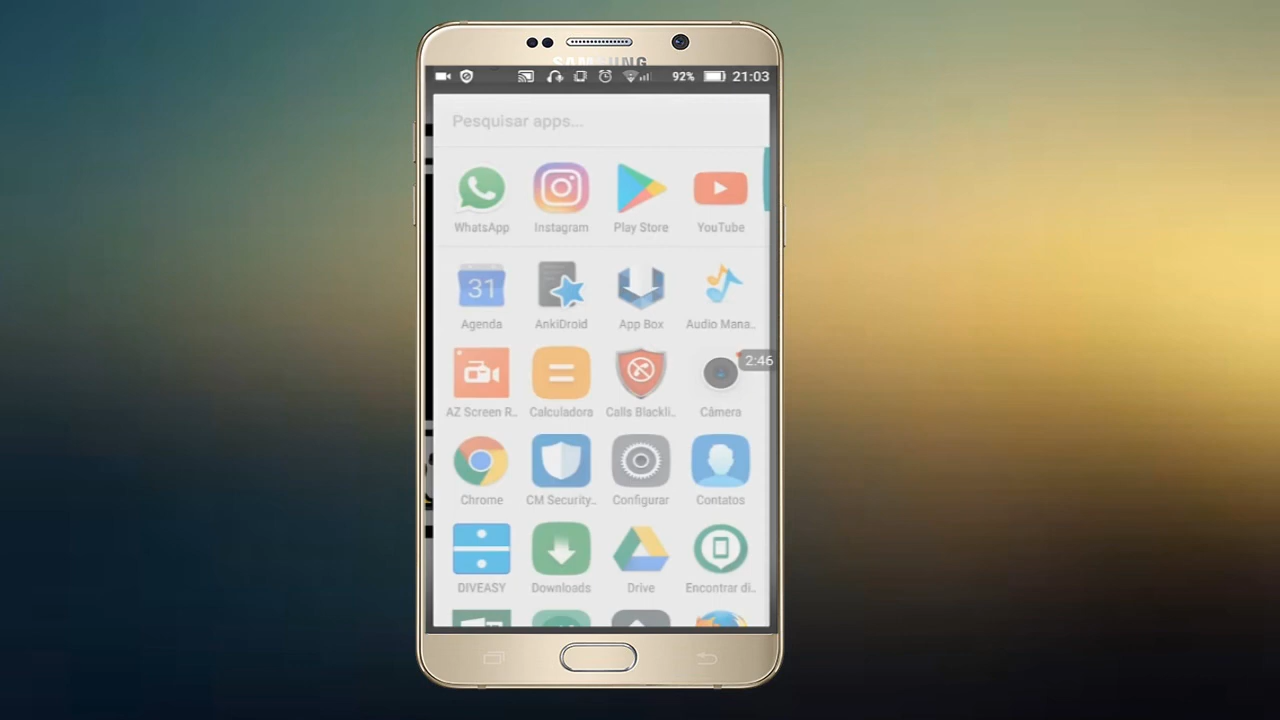 SAMSUNG
92% 21:03
Pesquisar apps...
WhatsApp Instagram Play Store YouTube
31
Agenda AnkiDroid App Box Audio Mana..
2:46
AZ Screen R.. Calculadora Calls Blackli.. Câmera
Chrome CM Security.. Configurar Contatos
DIVEASY Downloads Drive Encontrar di..